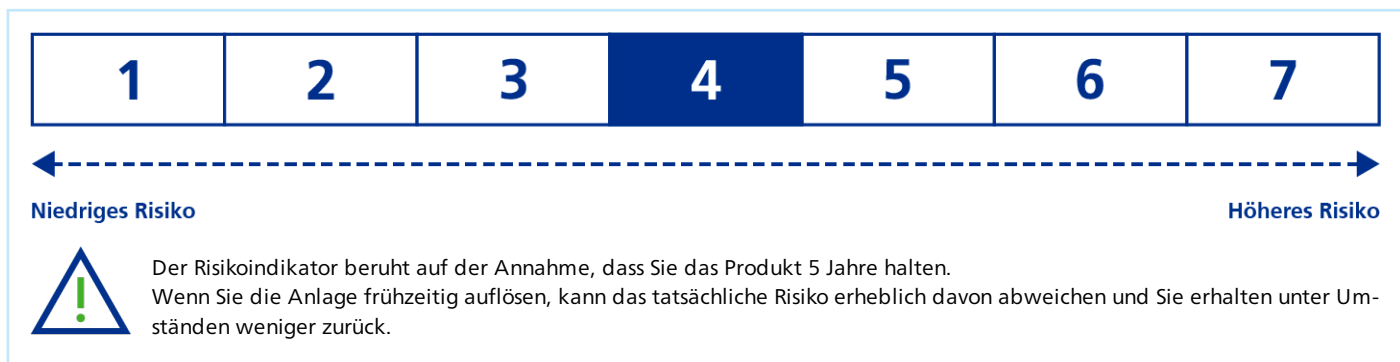 1 2 3 4 5 6 7
Niedriges Risiko Höheres Risiko
Der Risikoindikator beruht auf der Annahme, dass Sie das Produkt 5 Jahre halten.
Wenn Sie die Anlage frühzeitig auflösen, kann das tatsächliche Risiko erheblich davon abweichen und Sie erhalten unter Um-
ständen weniger zurück.